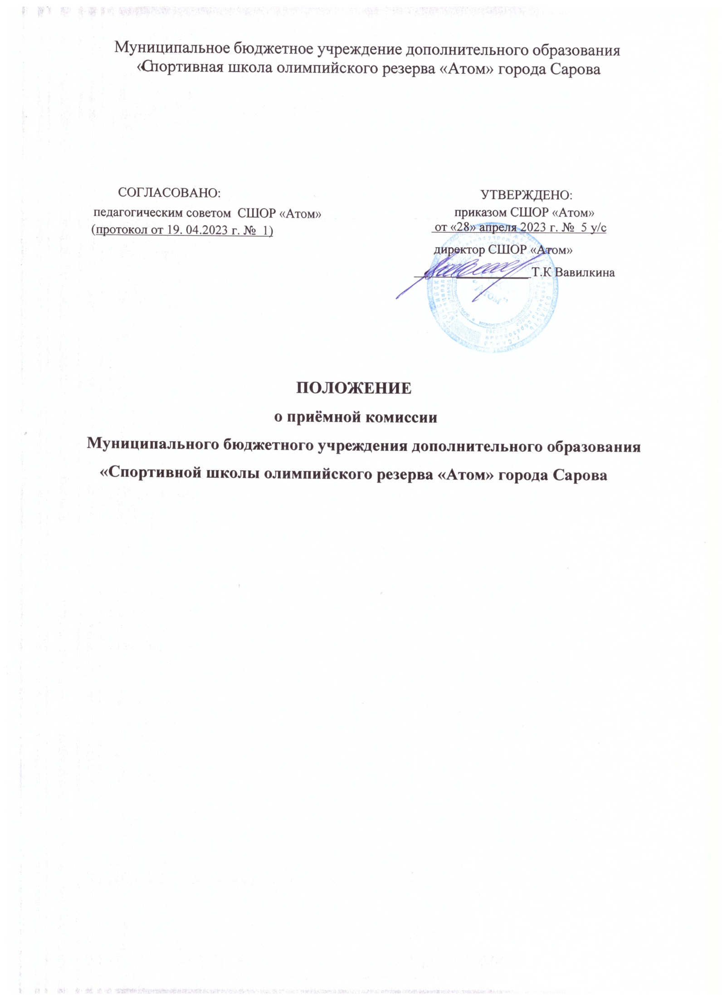 Муниципальное бюджетное учреждение дополнительного образования
«Спортивная школа олимпийского резерва «Атом» города Сарова
СОГЛАСОВАНО:
педагогическим советом СШОР «Атом»
(протокол от 19. 04.2023 г. № 1)
УТВЕРЖДЕНО:
приказом СШОР «Атом»
от «28» апреля 2023 г. № 5 у/с
директор СШОР «Атом»
Т.К Вавилкина
"Атом"
ПОЛОЖЕНИЕ
о приёмной комиссии
Муниципального бюджетного учреждения дополнительного образования
«Спортивной школы олимпийского резерва «Атом» города Сарова